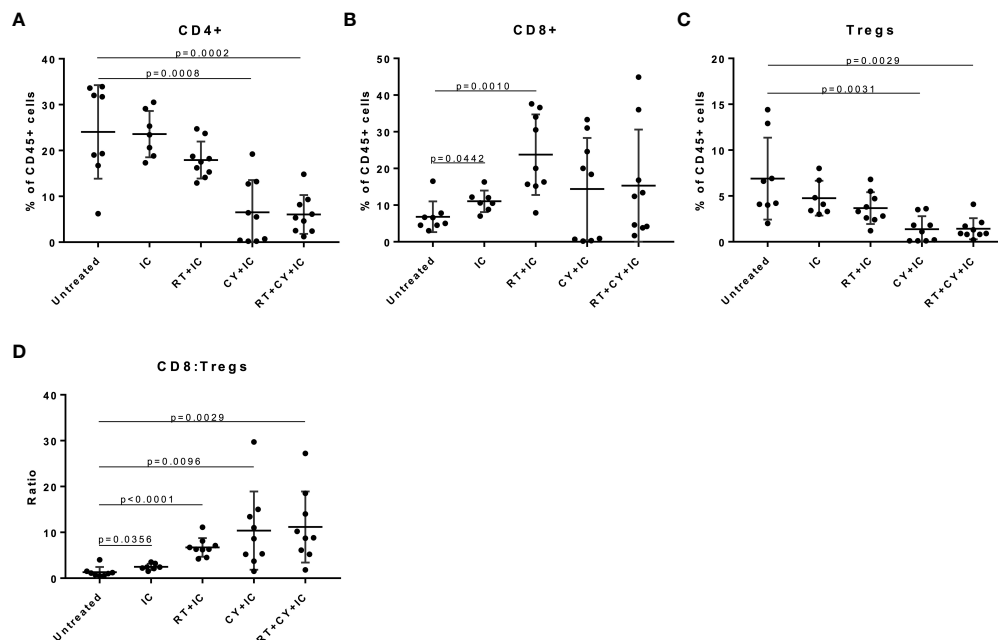 A
CD4+
% of CD45+ cells
40
30
20
10
0
p=0.0002
p=0.0008
Untreated
IC
RT+IC
CY+IC
RT+CY+IC
B
CD8+
% of CD45+ cells
50
40
30
20
10
0
p=0.0010
p=0.0442
Untreated
IC
RT+IC
CY+IC
RT+CY+IC
C
Tregs
% of CD45+ cells
20
15
10
5
0
p=0.0029
p=0.0031
Untreated
IC
RT+IC
CY+IC
RT+CY+IC
D
CD8:Tregs
Ratio
40
30
20
10
0
p=0.0029
p=0.0096
p<0.0001
p=0.0356
Untreated
IC
RT+IC
CY+IC
RT+CY+IC